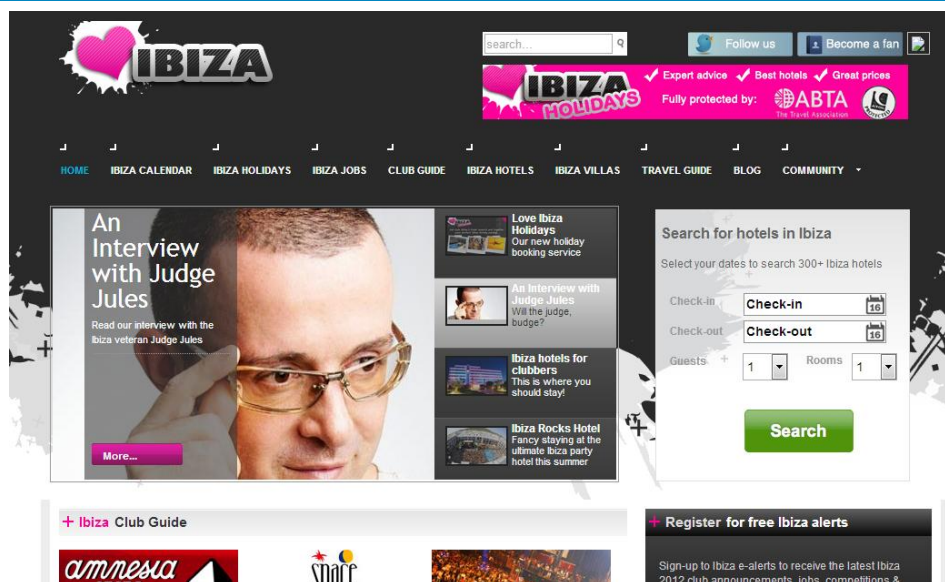 IBIZA
search...
Follow us
Become a fan
IBIZA
HOLIDAYS
Expert advice Best hotels Great prices
Fully protected by: ABTA
The Travel Association
PROTECTED
HOME IBIZA CALENDAR IBIZA HOLIDAYS IBIZA JOBS CLUB GUIDE IBIZA HOTELS IBIZA VILLAS TRAVEL GUIDE BLOG COMMUNITY
An
Interview
with Judge
Jules
Read our interview with the
Ibiza veteran Judge Jules
More...
Love Ibiza
Holidays
Our new holiday
booking service
An Interview with
Judge Jules
Will the judge,
budge?
Ibiza hotels for
clubbers
This is where you
should stay!
Ibiza Rocks Hotel
Fancy staying at the
ultimate Ibiza party
hotel this summer
Search for hotels in Ibiza
Select your dates to search 300+ Ibiza hotels
Check-in Check-in 16
Check-out Check-out 16
Guests 1 Rooms 1
Search
+ Ibiza Club Guide
amnesia
space
+ Register for free Ibiza alerts
Sign-up to Ibiza e-alerts to receive the latest Ibiza
2012 club announcements, jobs, competitions &